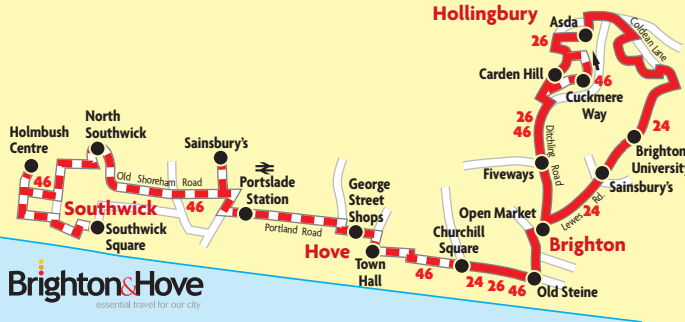 Hollingbury
Asda
26
Coldean Lane
Carden Hill
46
Cuckmere
Way
26
46
24
Ditchling Road
Brighton
University
Fiveways
Sainsbury's
24
Lewes Rd.
Open Market
Brighton
Holmbush
Centre
46
North
Southwick
Sainsbury's
Old Shoreham Road
46
Portslade
Station
Southwick
Southwick
Square
George
Street
Shops
Portland Road
Hove
Town
Hall
Churchill
Square
46
24 26 46
Old Steine
Brighton&Hove
essential travel for our city